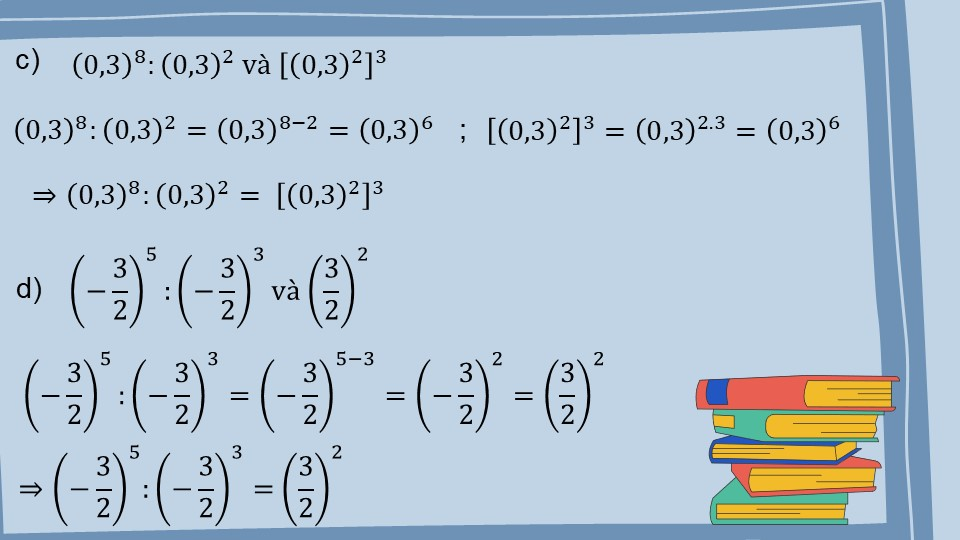 c) (0,3)⁸: (0,3)² và [(0,3)²]³
(0,3)⁸: (0,3)² = (0,3)⁸⁻² = (0,3)⁶ ; [(0,3)²]³ = (0,3)²·³ = (0,3)⁶
⇒ (0,3)⁸: (0,3)² = [(0,3)²]³
d) (−3/2)⁵ : (−3/2)³ và (3/2)²
(−3/2)⁵ : (−3/2)³ = (−3/2)⁵⁻³ = (−3/2)² = (3/2)²
⇒ (−3/2)⁵ : (−3/2)³ = (3/2)²